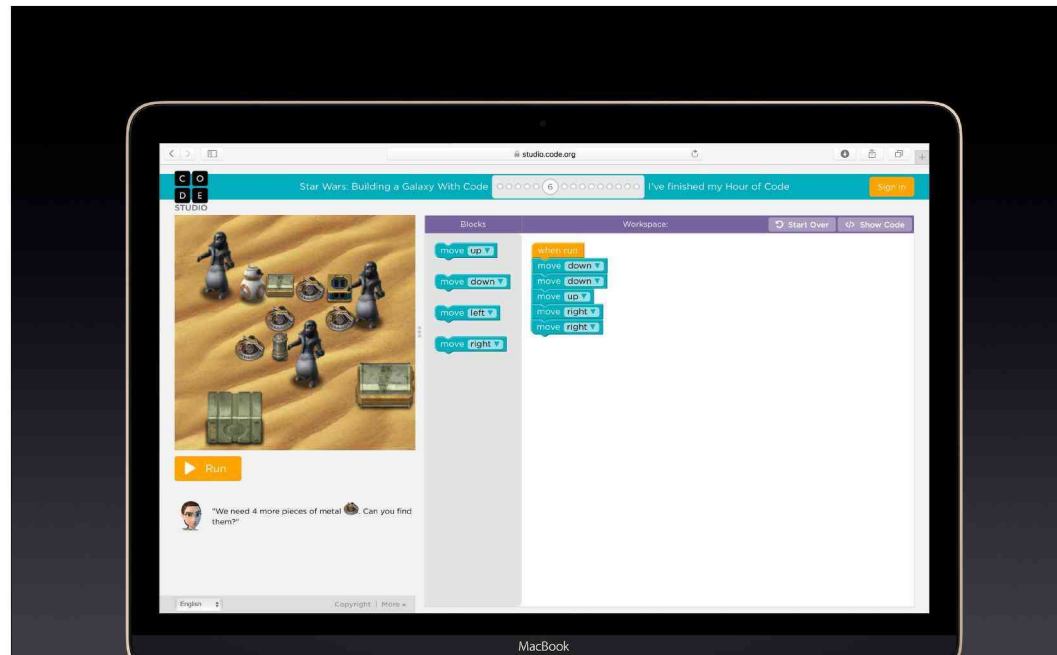 studio.code.org
C O
D E
STUDIO
Star Wars: Building a Galaxy With Code
6
I've finished my Hour of Code
Sign in
Blocks
Workspace:
Start Over
</> Show Code
move up
move down
move left
move right
when run
move down
move down
move up
move right
move right
Run
"We need 4 more pieces of metal . Can you find
them?"
English
Copyright | More
MacBook